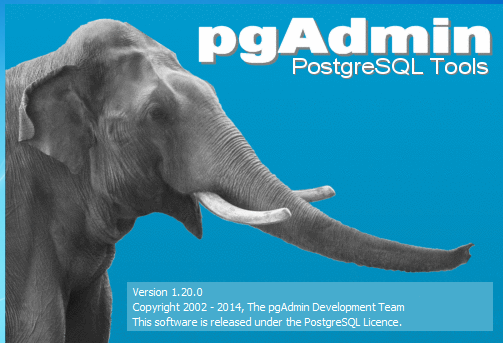 pgAdmin
PostgreSQL Tools
Version 1.20.0
Copyright 2002 - 2014, The pgAdmin Development Team
This software is released under the PostgreSQL Licence.